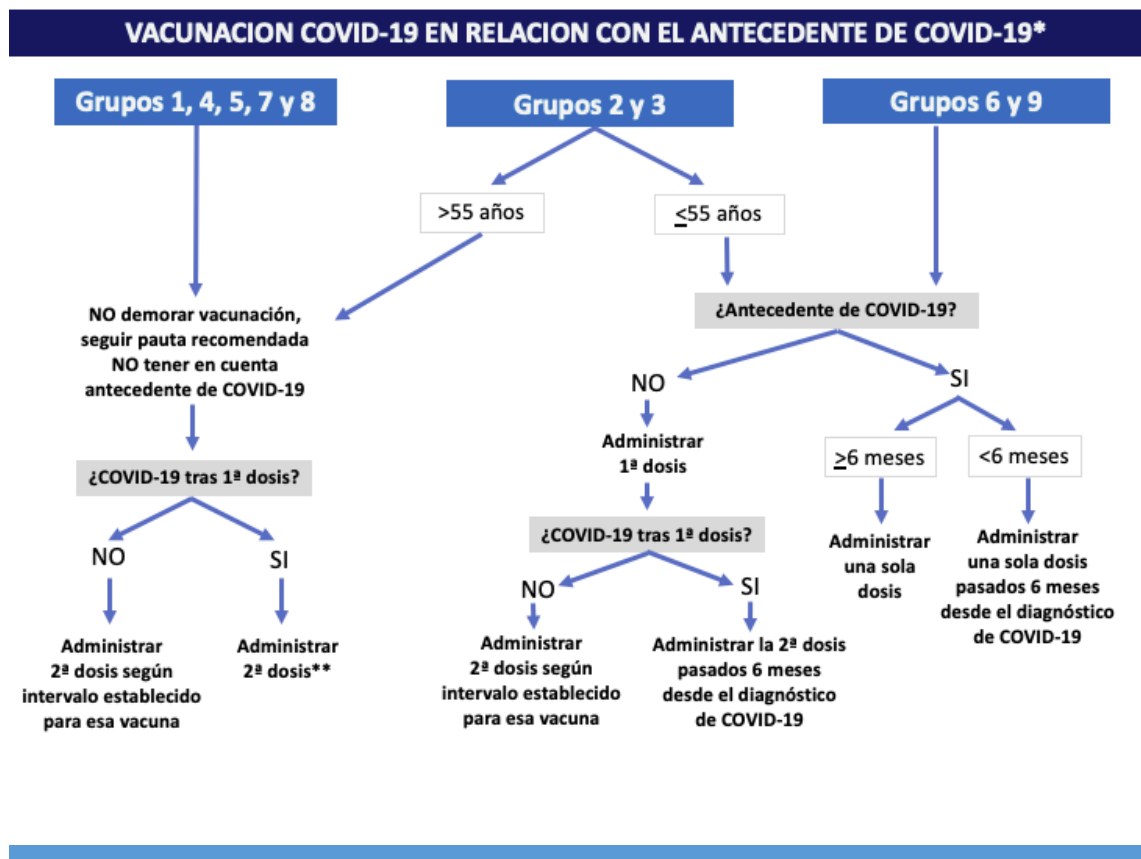 VACUNACION COVID-19 EN RELACION CON EL ANTECEDENTE DE COVID-19*
Grupos 1, 4, 5, 7 y 8
Grupos 2 y 3
Grupos 6 y 9
>55 años
<55 años
NO demorar vacunación,
seguir pauta recomendada
NO tener en cuenta
antecedente de COVID-19
¿Antecedente de COVID-19?
NO
SI
Administrar
1ª dosis
≥6 meses
<6 meses
¿COVID-19 tras 1ª dosis?
¿COVID-19 tras 1ª dosis?
Administrar
una sola
dosis
Administrar
una sola dosis
pasados 6 meses
desde el diagnóstico
de COVID-19
NO
SI
NO
SI
Administrar
2ª dosis según
intervalo establecido
para esa vacuna
Administrar
2ª dosis**
Administrar
2ª dosis según
intervalo establecido
para esa vacuna
Administrar la 2ª dosis
pasados 6 meses
desde el diagnóstico
de COVID-19